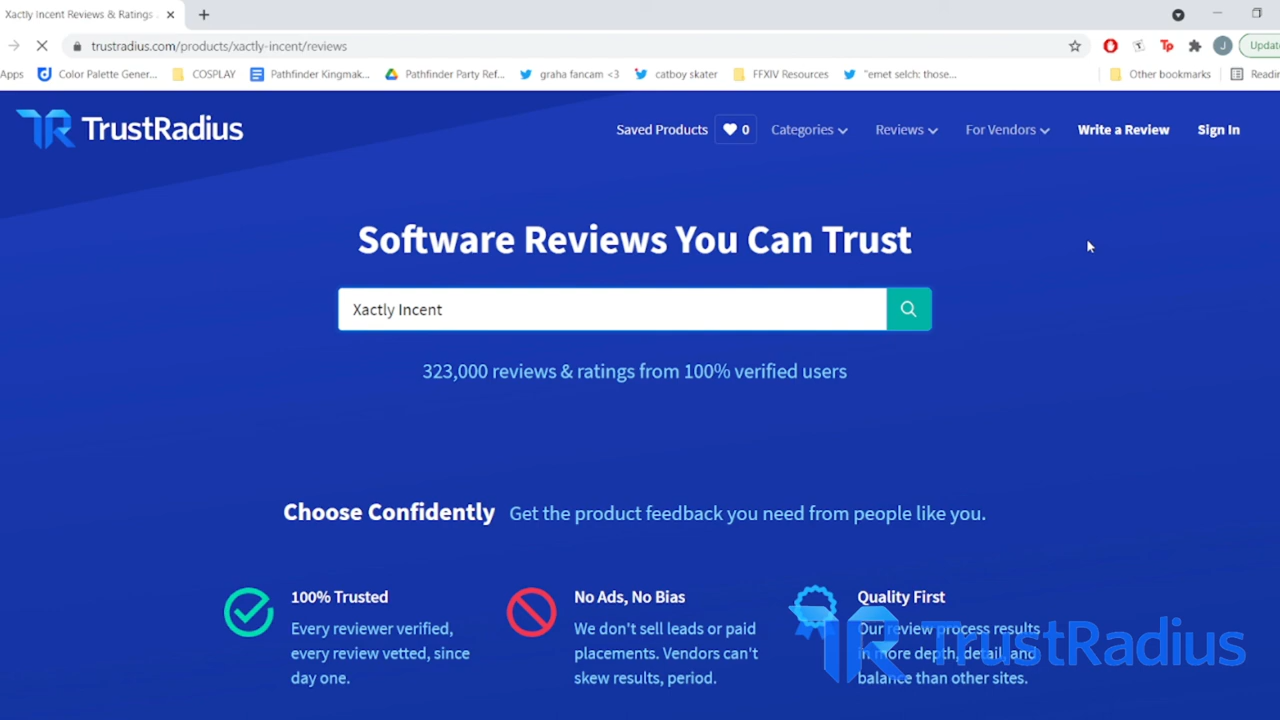 Xactly Incent Reviews & Ratings
trustradius.com/products/xactly-incent/reviews
J
Update
Apps
Color Palette Gener...
COSPLAY
Pathfinder Kingmak...
Pathfinder Party Ref...
graha fancam <3
catboy skater
FFXIV Resources
"emet selch: those...
Other bookmarks
TrustRadius
Saved Products
0
Categories
Reviews
For Vendors
Write a Review
Sign In
Software Reviews You Can Trust
Xactly Incent
323,000 reviews & ratings from 100% verified users
Choose Confidently Get the product feedback you need from people like you.
100% Trusted
Every reviewer verified,
every review vetted, since
day one.
No Ads, No Bias
We don't sell leads or paid
placements. Vendors can't
skew results, period.
Quality First
Our review process results
in more depth, detail, and
balance than other sites.
TrustRadius